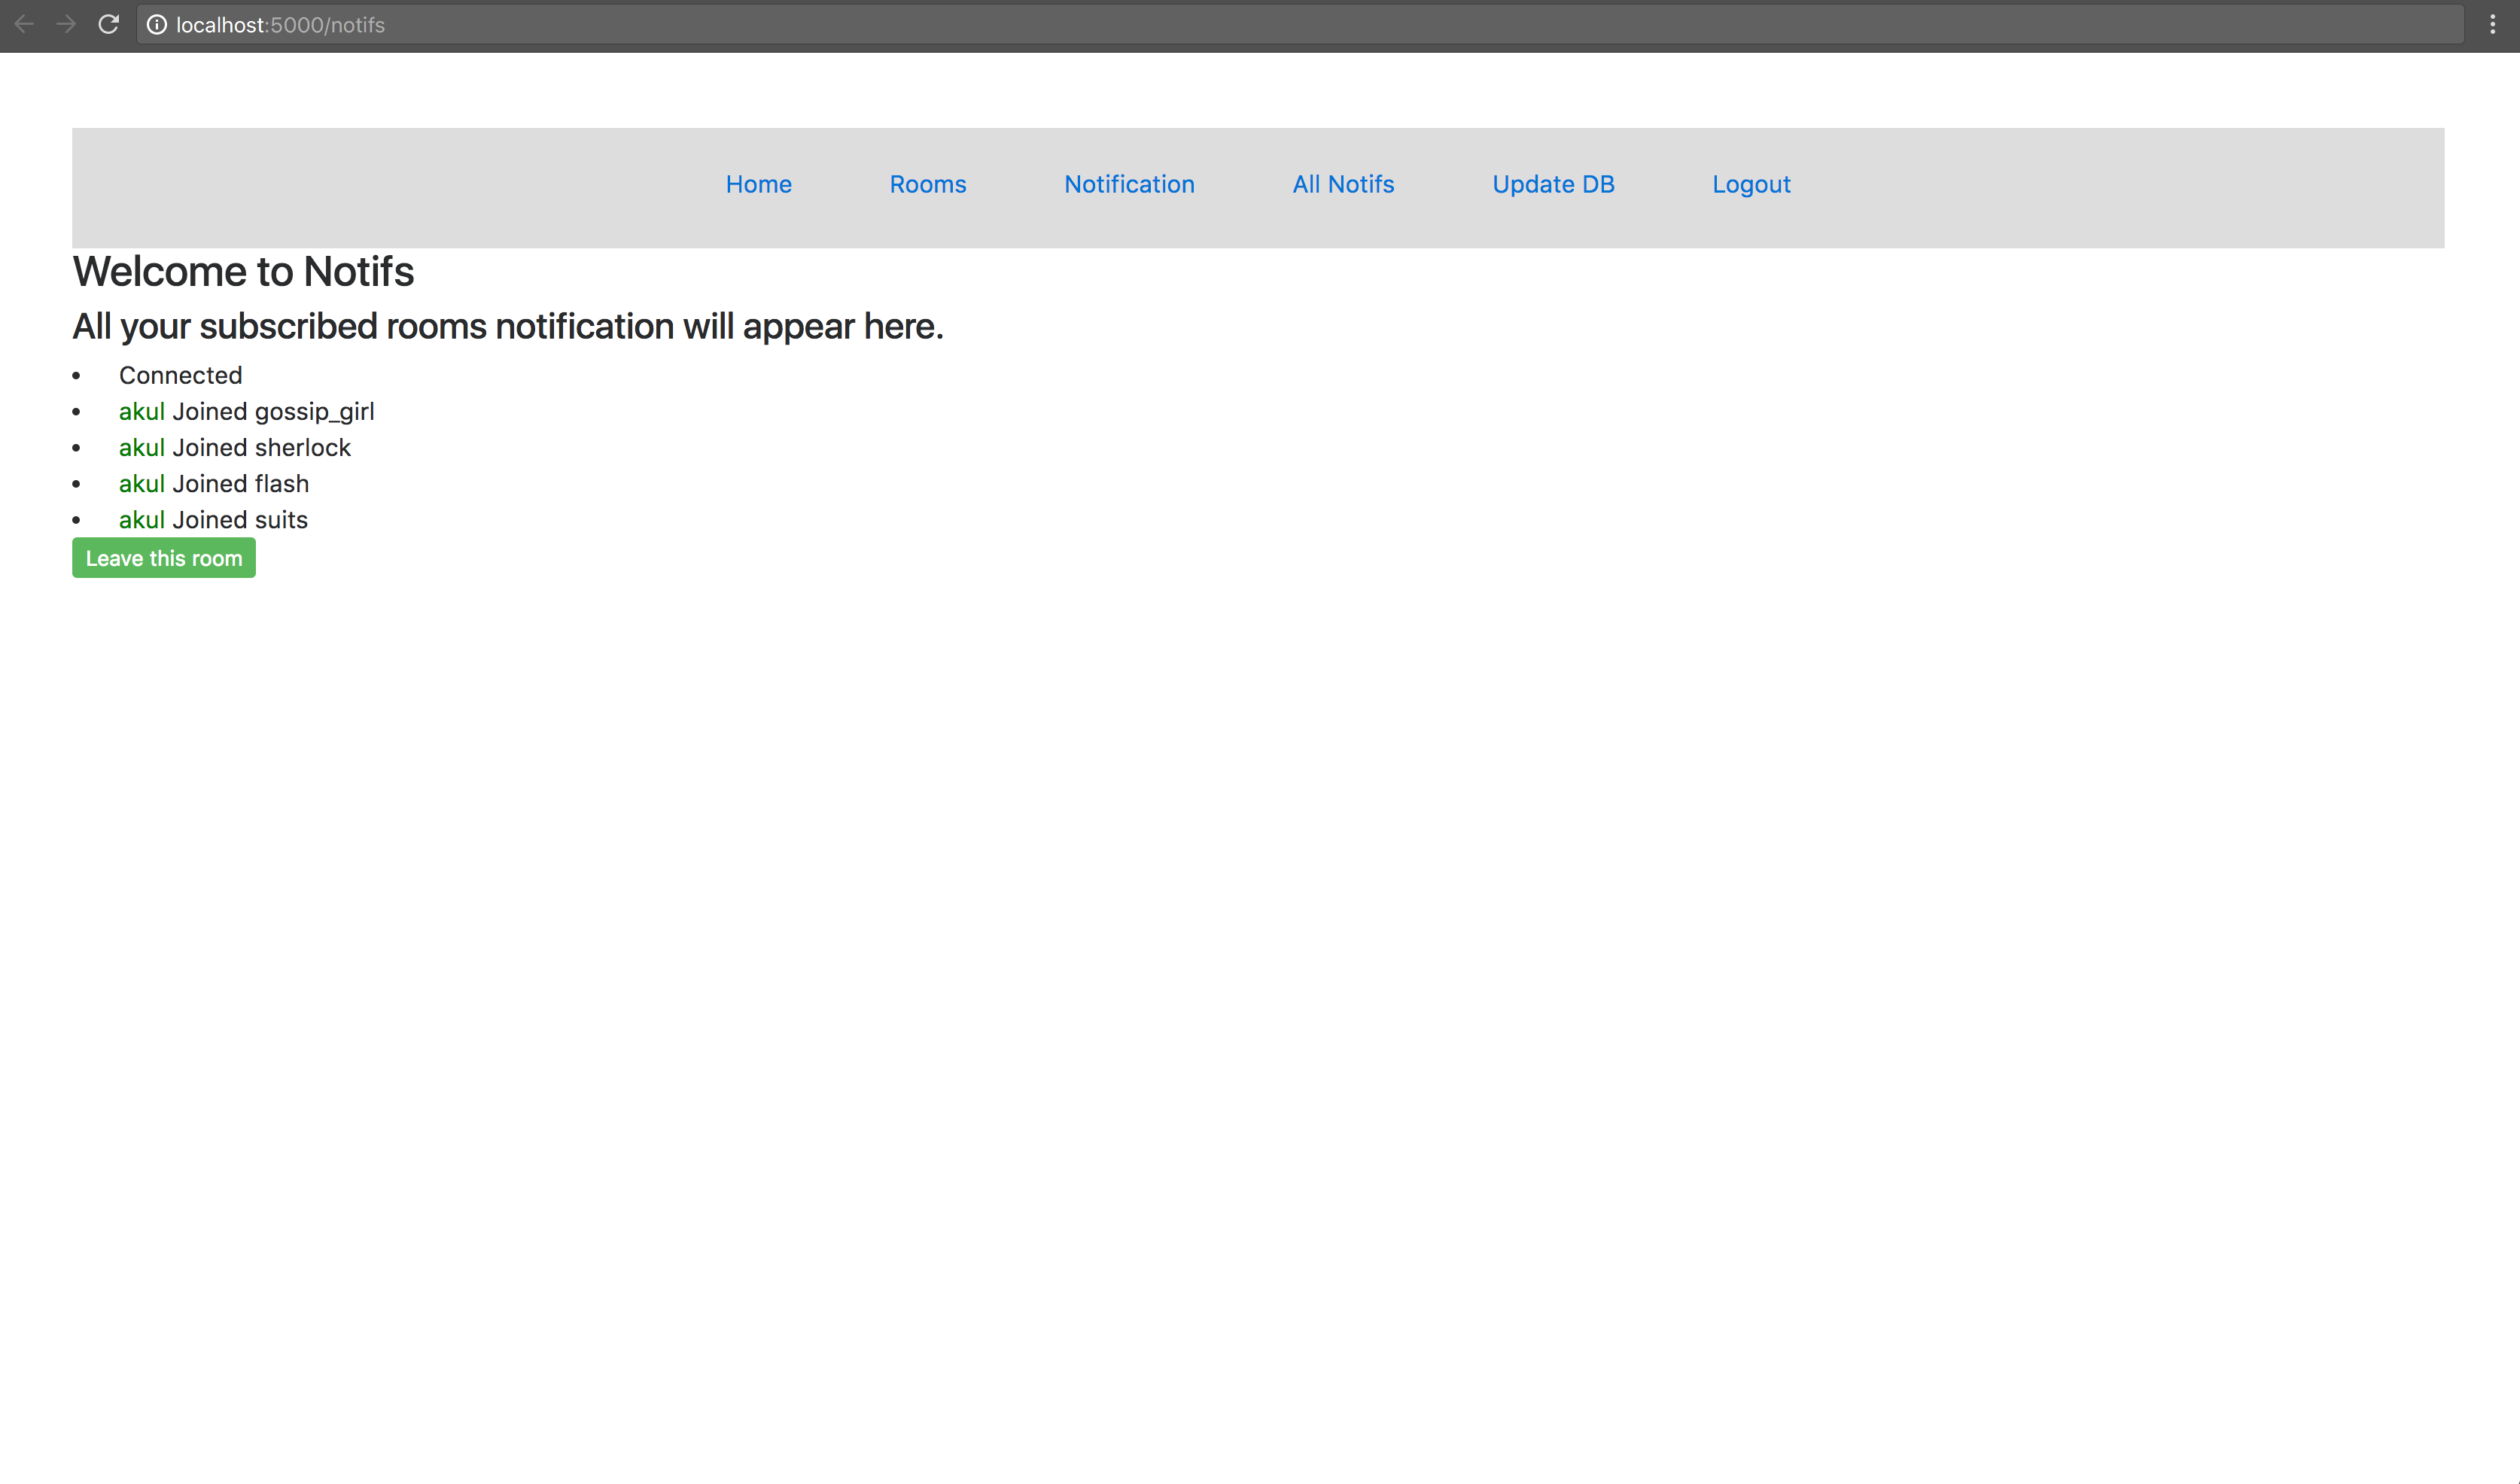 localhost:5000/notifs
Home Rooms Notification All Notifs Update DB Logout
Welcome to Notifs
All your subscribed rooms notification will appear here.
Connected
akul Joined gossip_girl
akul Joined sherlock
akul Joined flash
akul Joined suits
Leave this room